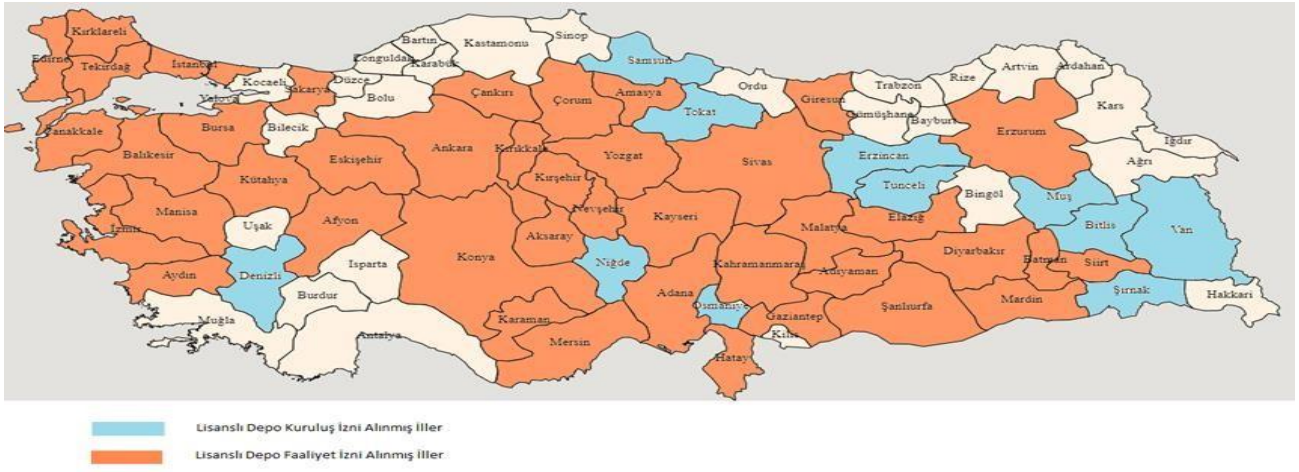 Kırklareli
Edirne
Tekirdağ
İstanbul
Kocaeli
Yalova
Sakarya
Düzce
Zonguldak
Bartın
Karabük
Kastamonu
Sinop
Samsun
Bolu
Çankırı
Çorum
Amasya
Tokat
Ordu
Giresun
Trabzon
Rize
Artvin
Ardahan
Kars
Gümüşhane
Bayburt
Erzurum
Iğdır
Ağrı
Çanakkale
Bursa
Bilecik
Balıkesir
Kütahya
Eskişehir
Ankara
Kırıkkale
Yozgat
Sivas
Erzincan
Tunceli
Bingöl
Muş
Bitlis
Van
Kırşehir
Nevşehir
Kayseri
Malatya
Elazığ
Manisa
İzmir
Uşak
Afyon
Konya
Aksaray
Niğde
Kahramanmaraş
Adıyaman
Diyarbakır
Batman
Siirt
Şırnak
Hakkari
Aydın
Denizli
Isparta
Burdur
Muğla
Antalya
Karaman
Mersin
Adana
Osmaniye
Gaziantep
Kilis
Hatay
Şanlıurfa
Mardin
Lisanslı Depo Kuruluş İzni Alınmış İller
Lisanslı Depo Faaliyet İzni Alınmış İller